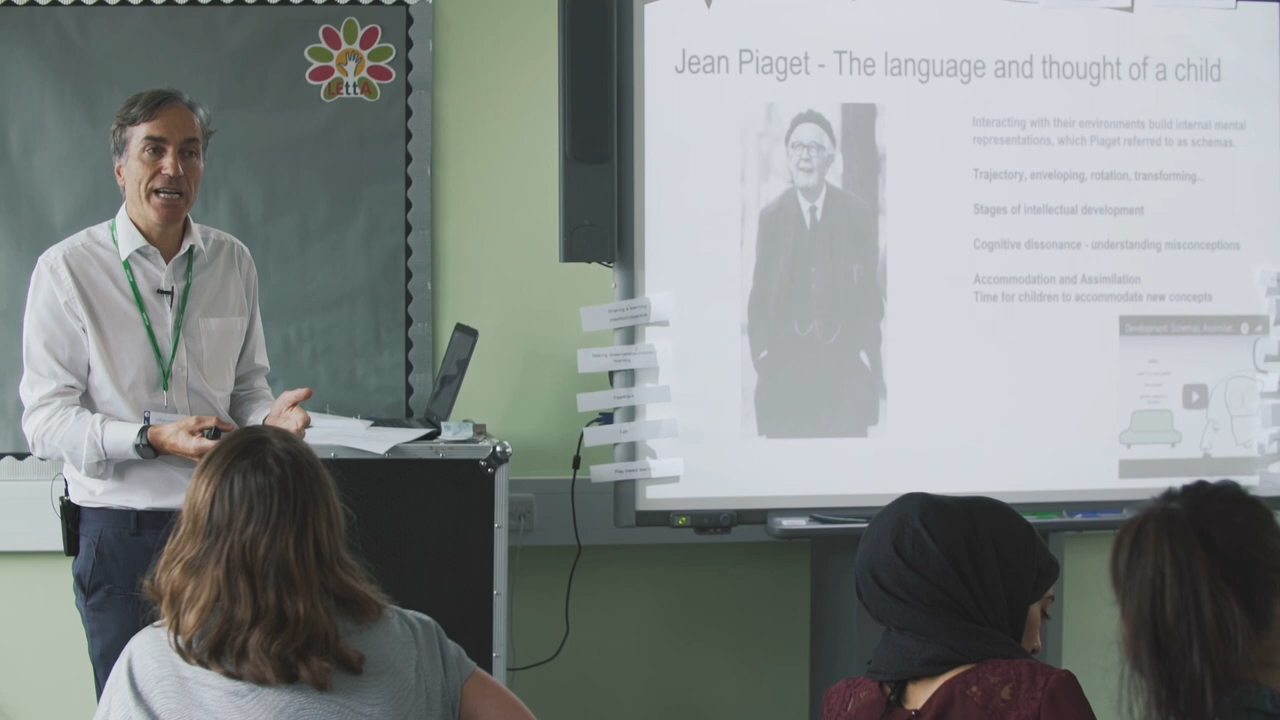 LEttA
Jean Piaget - The language and thought of a child
Interacting with their environments build internal mental
representations, which Piaget referred to as schemas.
Trajectory, enveloping, rotation, transforming...
Stages of intellectual development
Cognitive dissonance - understanding misconceptions
Accommodation and Assimilation
Time for children to accommodate new concepts